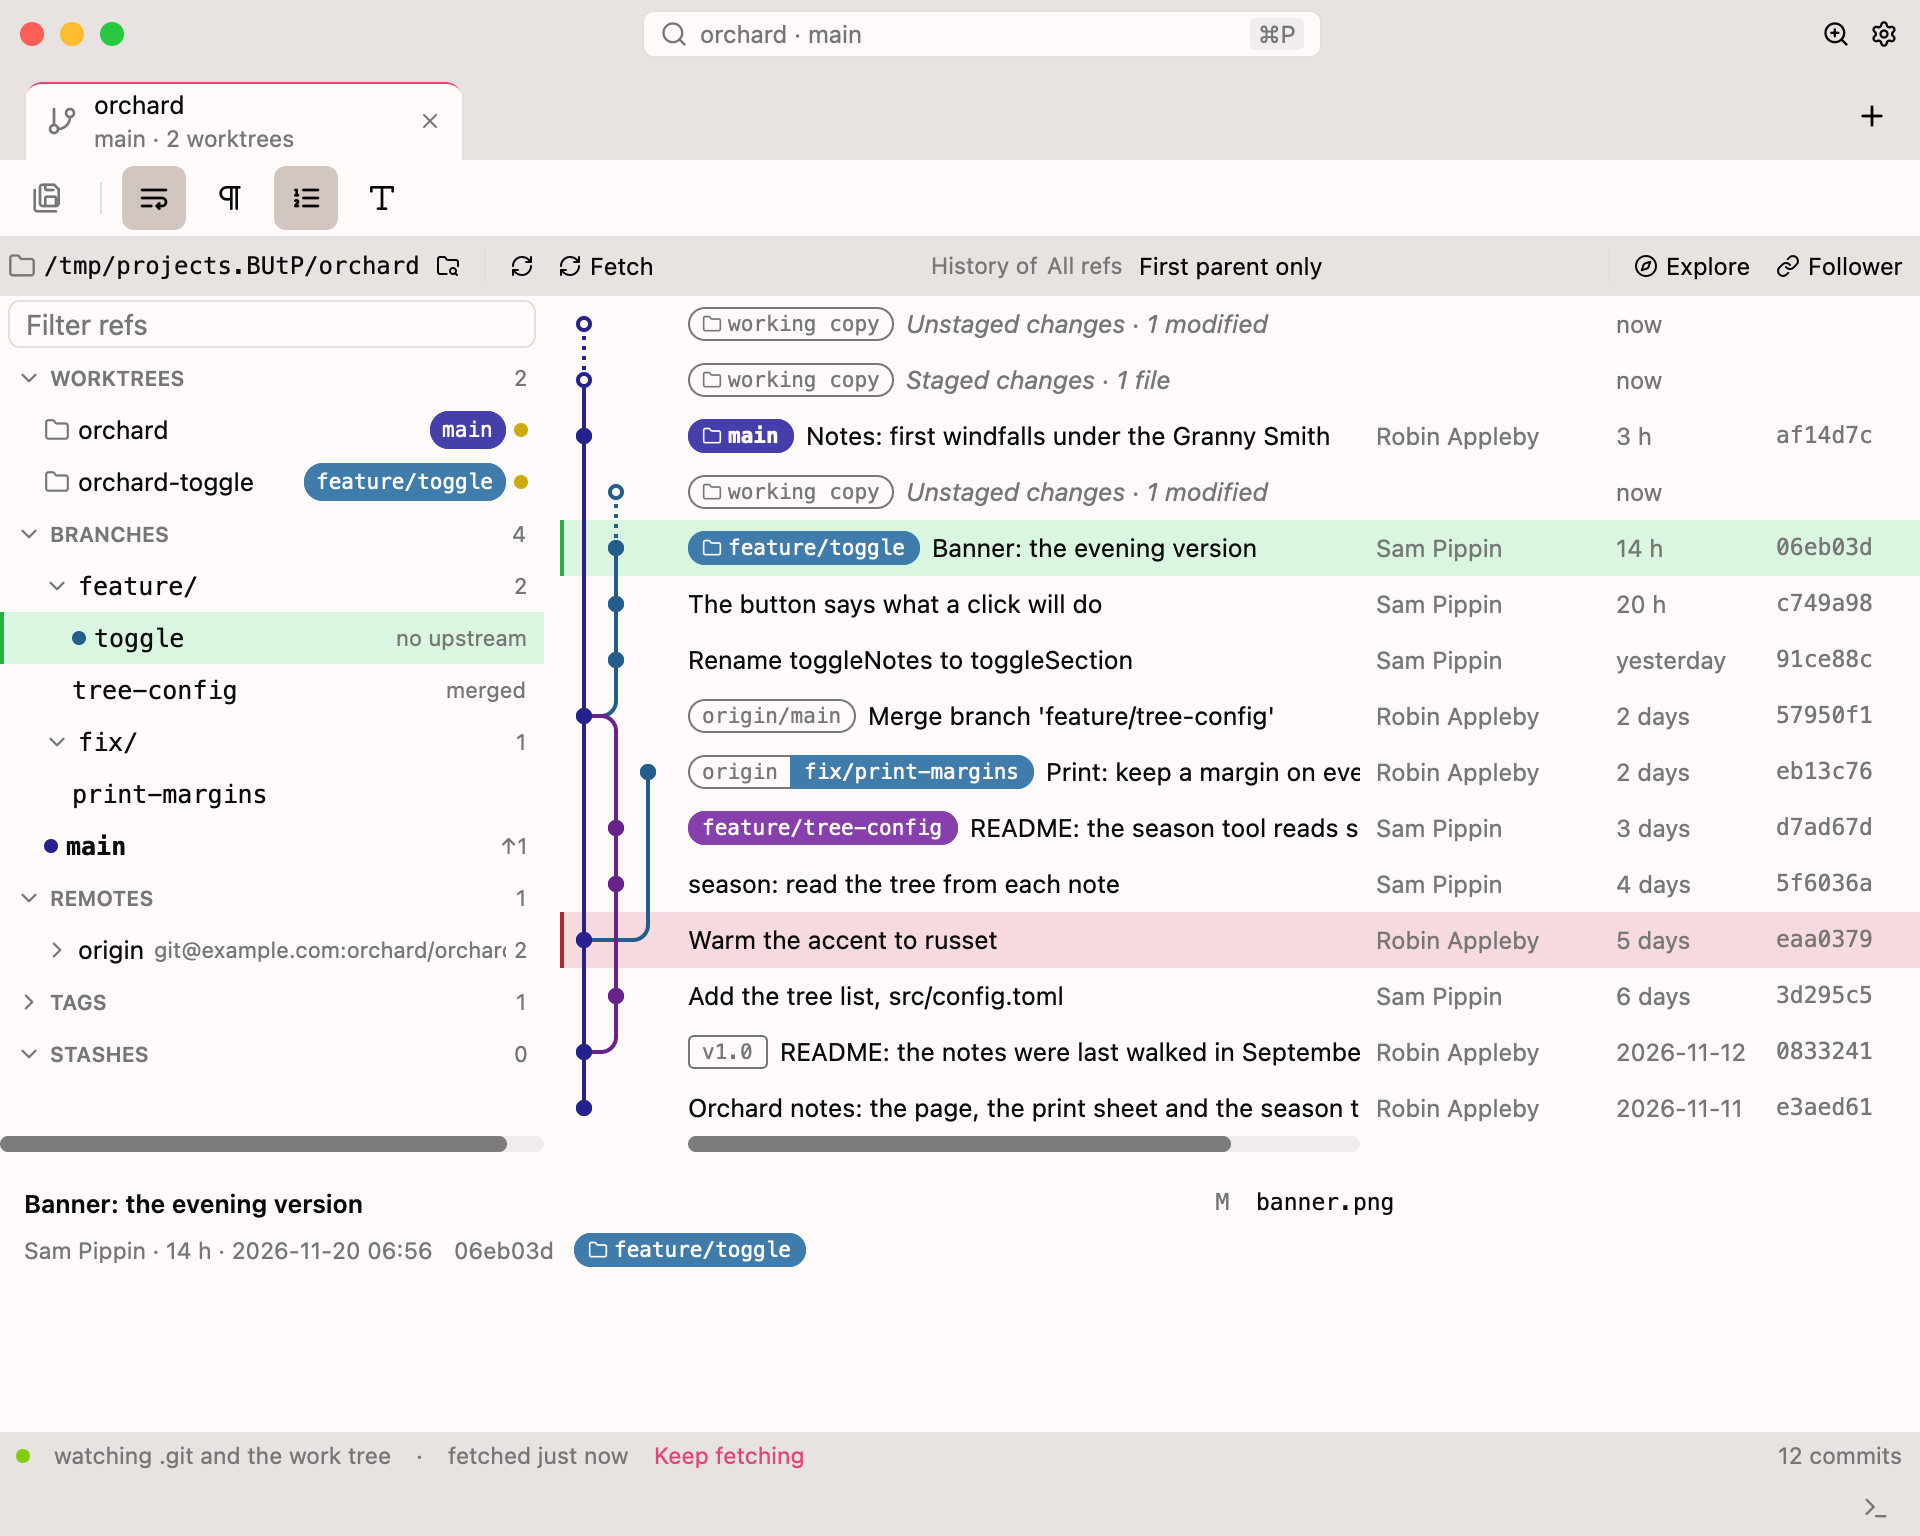 orchard · main ⌘P
orchard
main · 2 worktrees
/tmp/projects.BUtP/orchard Fetch History of All refs First parent only Explore Follower
Filter refs
WORKTREES 2
orchard main
orchard-toggle feature/toggle
BRANCHES 4
feature/ 2
toggle no upstream
tree-config merged
fix/ 1
print-margins
main ↑1
REMOTES 1
origin git@example.com:orchard/orchar 2
TAGS 1
STASHES 0
working copy Unstaged changes · 1 modified now
working copy Staged changes · 1 file now
main Notes: first windfalls under the Granny Smith Robin Appleby 3 h af14d7c
working copy Unstaged changes · 1 modified now
feature/toggle Banner: the evening version Sam Pippin 14 h 06eb03d
The button says what a click will do Sam Pippin 20 h c749a98
Rename toggleNotes to toggleSection Sam Pippin yesterday 91ce88c
origin/main Merge branch 'feature/tree-config' Robin Appleby 2 days 57950f1
origin fix/print-margins Print: keep a margin on eve Robin Appleby 2 days eb13c76
feature/tree-config README: the season tool reads s Sam Pippin 3 days d7ad67d
season: read the tree from each note Sam Pippin 4 days 5f6036a
Warm the accent to russet Robin Appleby 5 days eaa0379
Add the tree list, src/config.toml Sam Pippin 6 days 3d295c5
v1.0 README: the notes were last walked in Septembe Robin Appleby 2026-11-12 0833241
Orchard notes: the page, the print sheet and the season t Robin Appleby 2026-11-11 e3aed61
Banner: the evening version
Sam Pippin · 14 h · 2026-11-20 06:56 06eb03d feature/toggle
M banner.png
watching .git and the work tree · fetched just now Keep fetching 12 commits